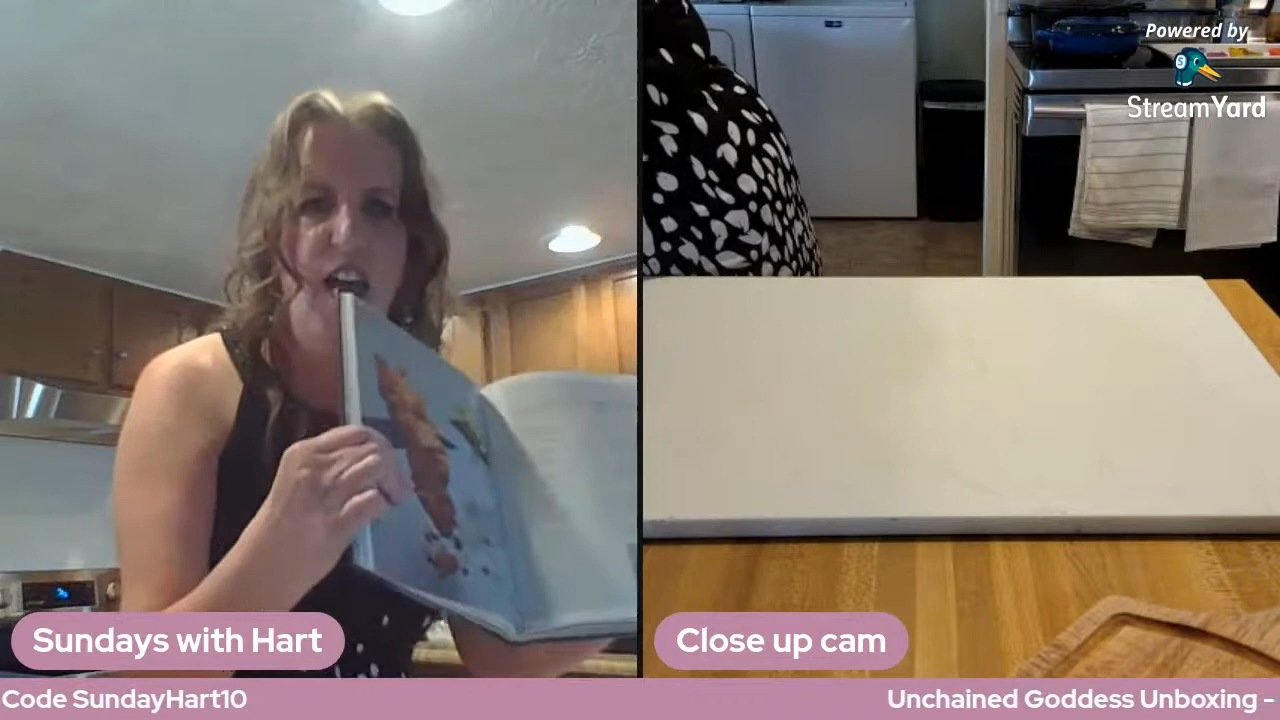 Powered by
StreamYard
Sundays with Hart
Close up cam
Code SundayHart10
Unchained Goddess Unboxing -